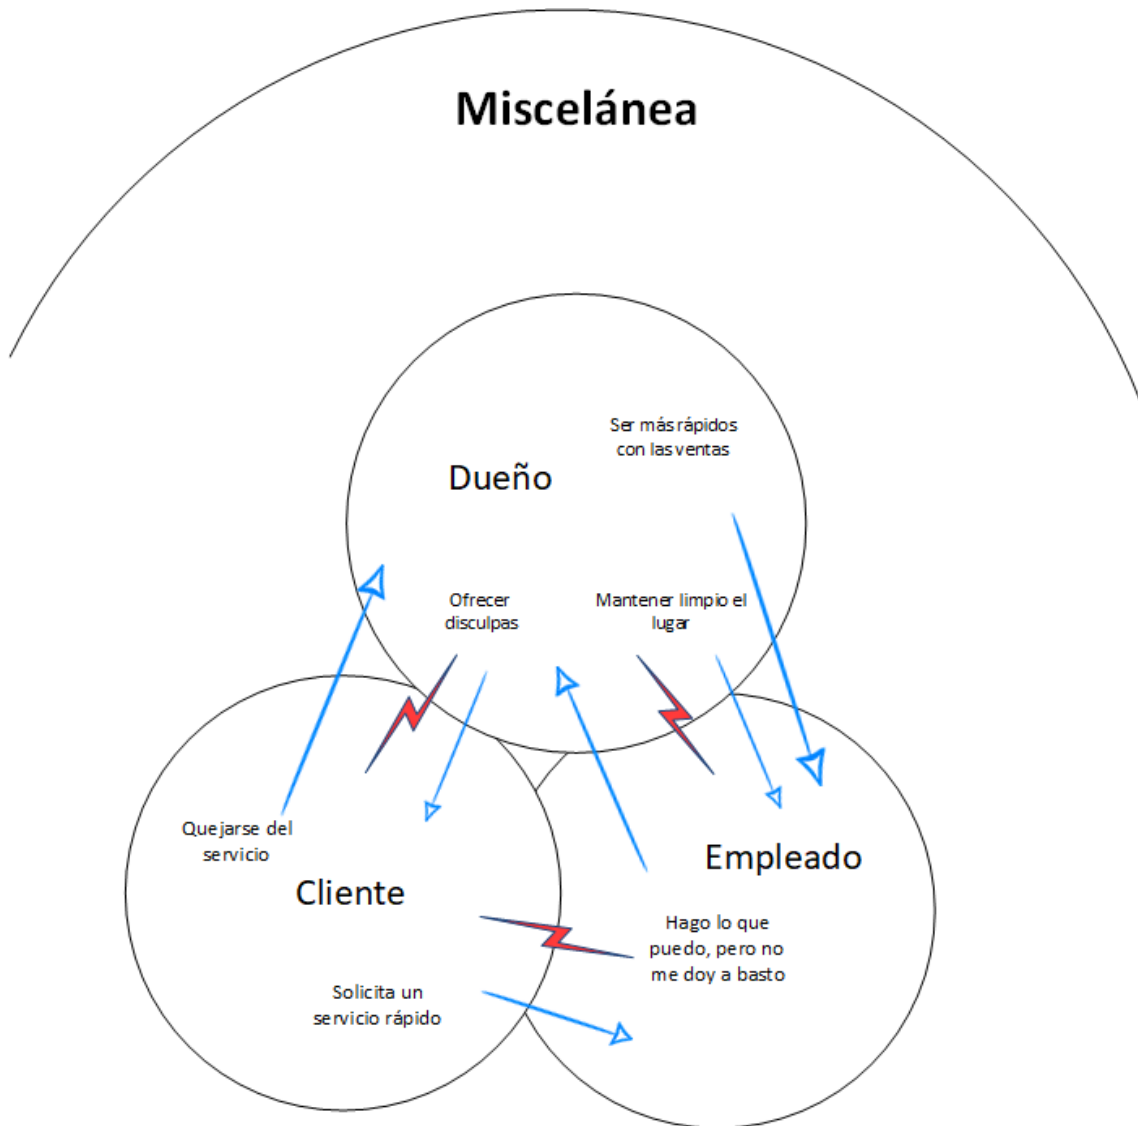 Miscelánea
Ser más rápidos
con las ventas
Dueño
Ofrecer
disculpas
Mantener limpio el
lugar
Quejarse del
servicio
Cliente
Empleado
Hago lo que
puedo, pero no
me doy a basto
Solicita un
servicio rápido